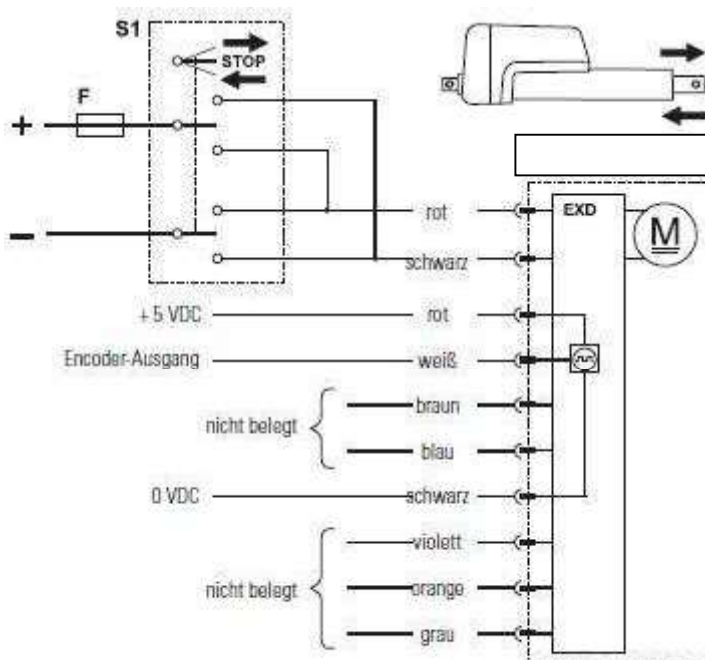 S1
STOP
F
+
−
rot
EXD
M
schwarz
+ 5 VDC
rot
Encoder-Ausgang
weiß
braun
nicht belegt
blau
0 VDC
schwarz
violett
nicht belegt
orange
grau